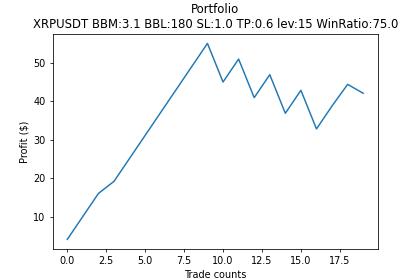 Portfolio
XRPUSDT BBM:3.1 BBL:180 SL:1.0 TP:0.6 lev:15 WinRatio:75.0
Profit ($)
50
40
30
20
10
0.0 2.5 5.0 7.5 10.0 12.5 15.0 17.5
Trade counts